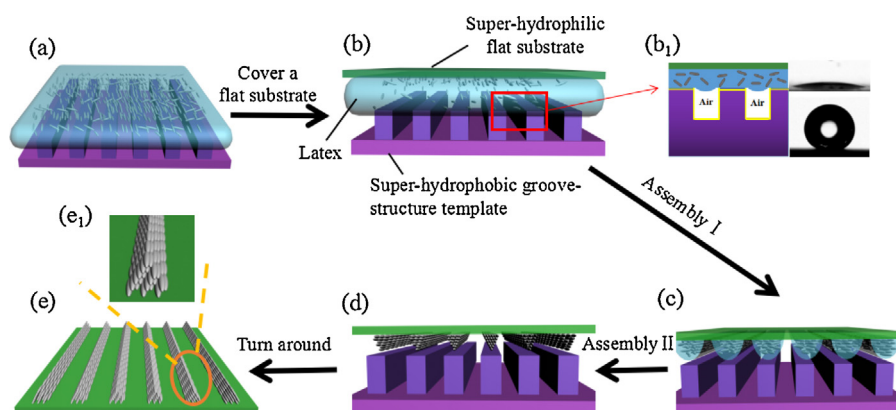 (a)
Cover a
flat substrate
(b)
Super-hydrophilic
flat substrate
Latex
Super-hydrophobic groove-
structure template
(b₁)
Air
Air
Assembly I
(c)
Assembly II
(d)
Turn around
(e)
(e₁)